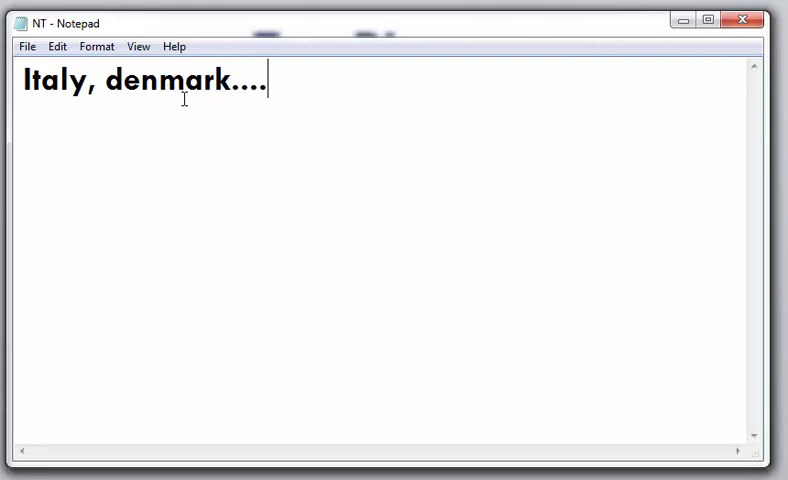 NT - Notepad
File Edit Format View Help
Italy, denmark....